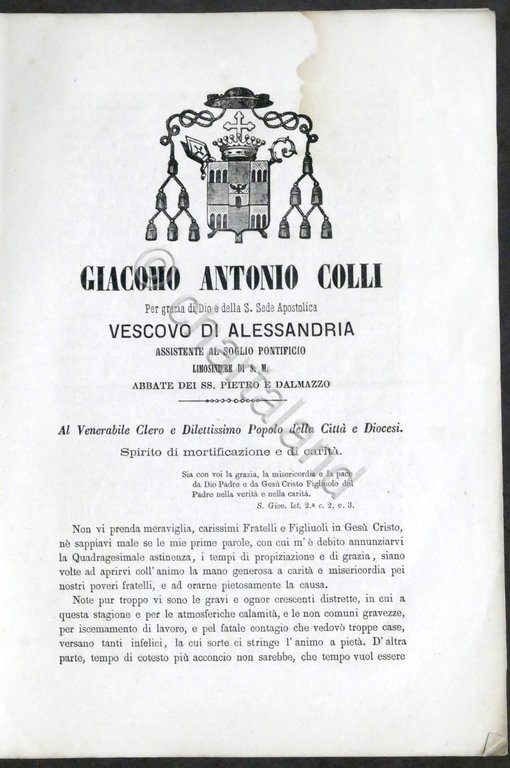 GIACOMO ANTONIO COLLI
Per grazia di Dio e della S. Sede Apostolica
VESCOVO DI ALESSANDRIA
ASSISTENTE AL SOGLIO PONTIFICIO
LIMOSINIERE DI S. M.
ABBATE DEI SS. PIETRO E DALMAZZO
Al Venerabile Clero e Dilettissimo Popolo della Città e Diocesi.
Spirito di mortificazione e di carità.
Sia con voi la grazia, la misericordia e la pace
da Dio Padre e da Gesù Cristo Figliuolo del
Padre nella verità e nella carità.
S. Giov. let. 2.ª c. 2, v. 3.
Non vi prenda meraviglia, carissimi Fratelli e Figliuoli in Gesù Cristo,
nè sappiavi male se le mie prime parole, con cui m'è debito annunziarvi
la Quadragesimale astinenza, i tempi di propiziazione e di grazia, siano
volte ad aprirvi coll'animo la mano generosa a carità e misericordia pei
nostri poveri fratelli, e ad orarne pietosamente la causa.
Note pur troppo vi sono le gravi e ognor crescenti distrette, in cui a
questa stagione e per le atmosferiche calamità, e le non comuni gravezze,
per iscemamento di lavoro, e pel fatale contagio che vedovò troppe case,
versano tanti infelici, la cui sorte ci stringe l'animo a pietà. D'altra
parte, tempo di cotesto più acconcio non sarebbe, che tempo vuol essere
© chartaland